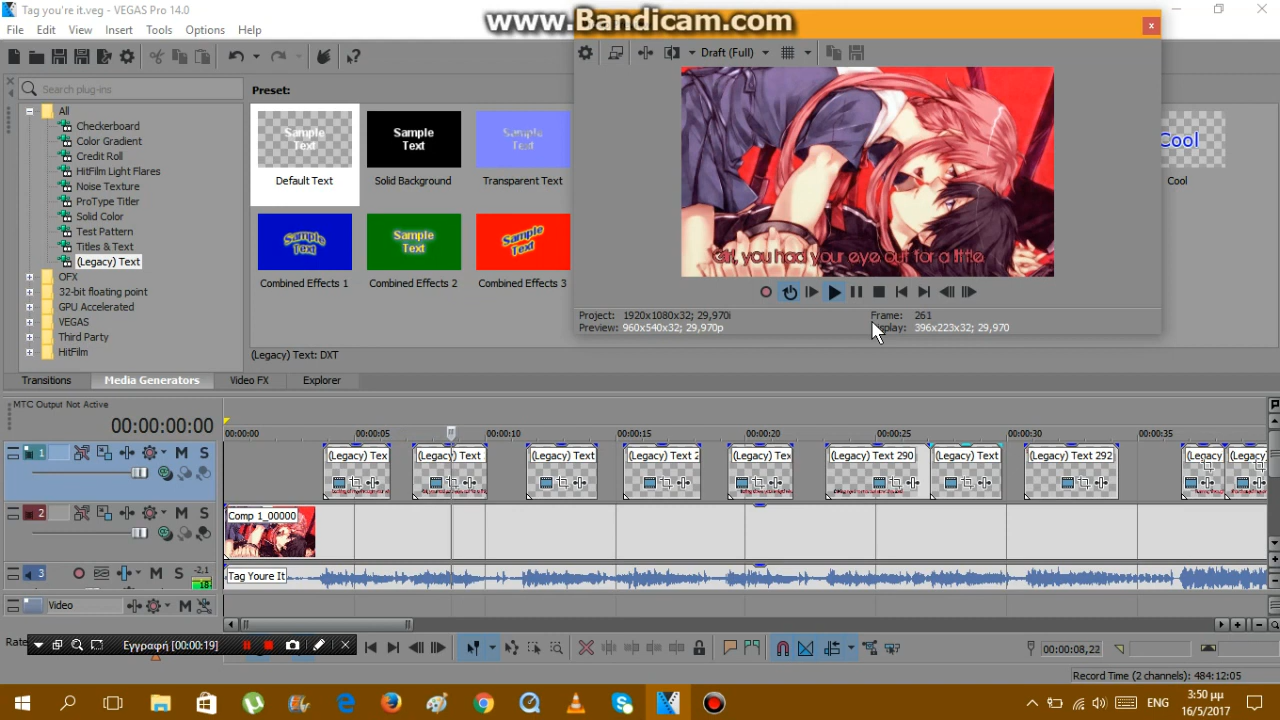 Tag you're it.veg - VEGAS Pro 14.0
www.Bandicam.com
File Edit View Insert Tools Options Help
Draft (Full)
Search plug-ins
Preset:
All
Checkerboard
Color Gradient
Credit Roll
HitFilm Light Flares
Noise Texture
ProType Titler
Solid Color
Test Pattern
Titles & Text
(Legacy) Text
OFX
32-bit floating point
GPU Accelerated
VEGAS
Third Party
HitFilm
Sample Text
Sample Text
Sample Text
Default Text
Solid Background
Transparent Text
Sample Text
Sample Text
Sample Text
Combined Effects 1
Combined Effects 2
Combined Effects 3
Cool
Cool
Girl, you had your eye out for a little
Project: 1920x1080x32; 29,970i
Preview: 960x540x32; 29,970p
Frame: 261
Display: 396x223x32; 29,970
(Legacy) Text: DXT
Transitions Media Generators Video FX Explorer
MTC Output Not Active
00:00:00:00
00:00:00 00:00:05 00:00:10 00:00:15 00:00:20 00:00:25 00:00:30 00:00:35
1 M S
(Legacy) Tex (Legacy) Text (Legacy) Text (Legacy) Text 2 (Legacy) Text (Legacy) Text 290 (Legacy) Text (Legacy) Text 292 (Legacy) (Legacy)
2 M S
Comp 1_00000
3 M S -2.1
18
Tag Youre It
Video M
Rate
Εγγραφή [00:00:19]
00:00:08,22
Record Time (2 channels): 484:12:05
ENG
3:50 μμ
16/5/2017